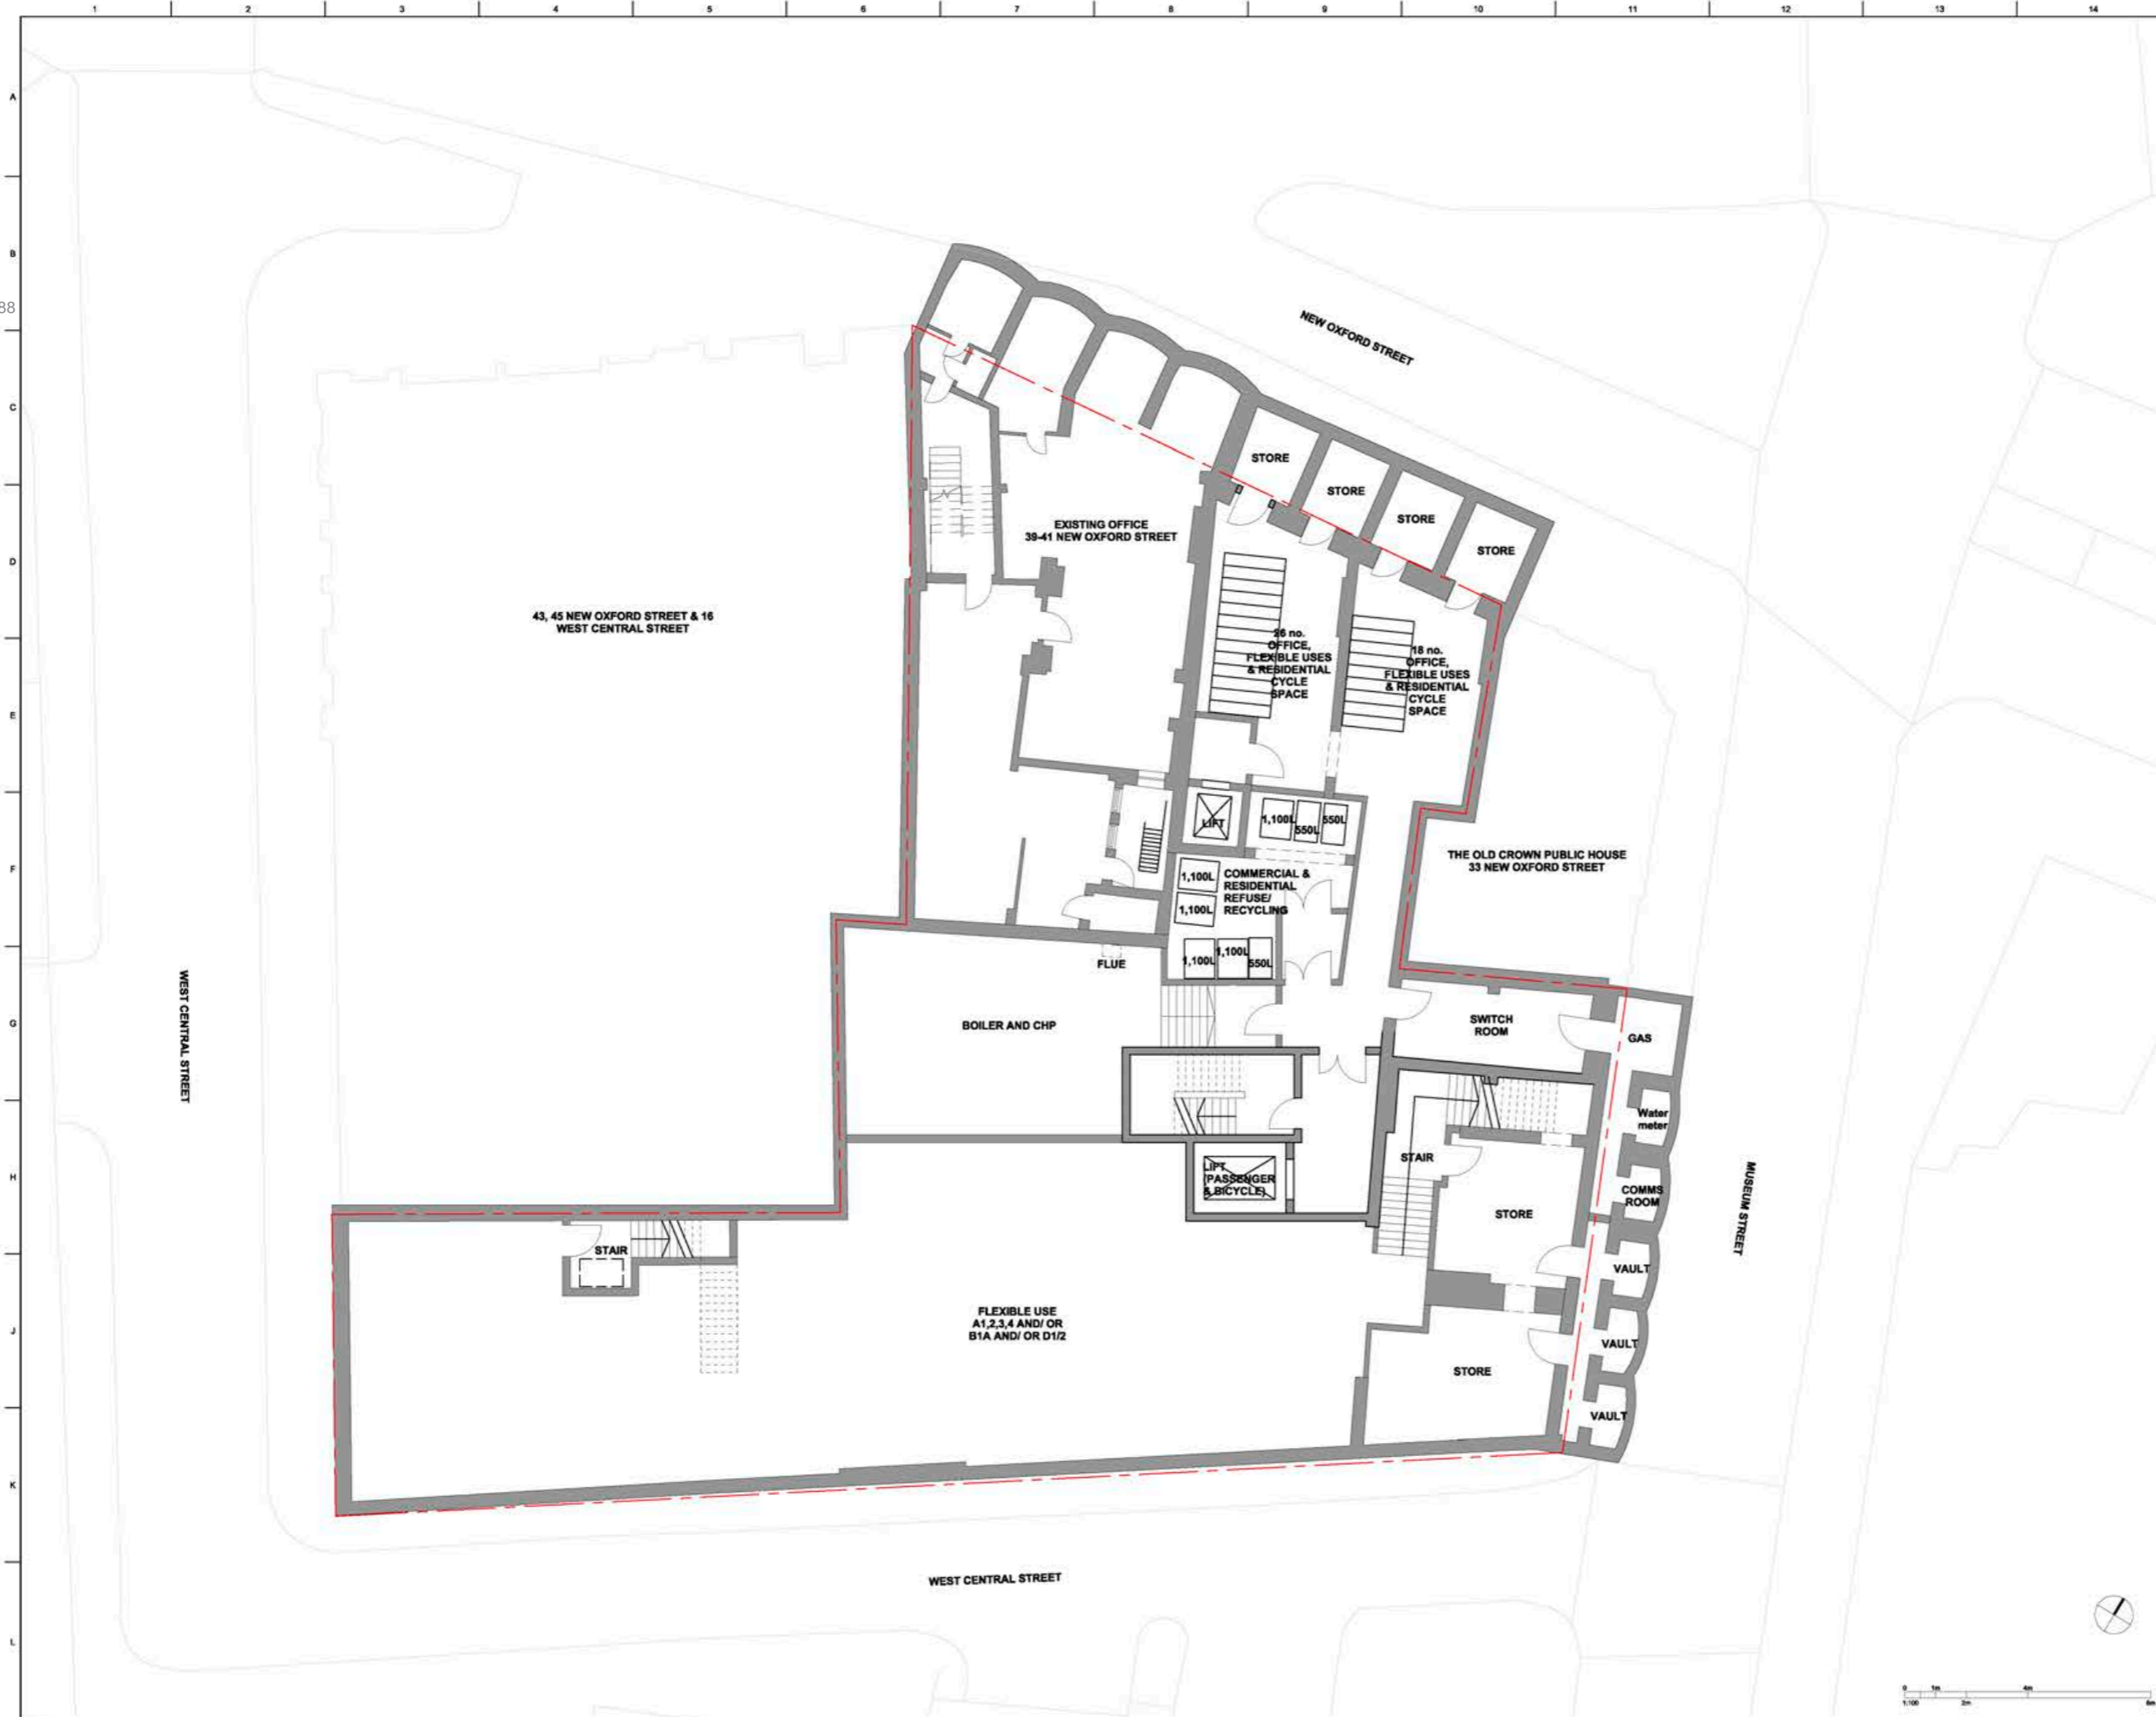 1 2 3 4 5 6 7 8 9 10 11 12 13 14
A
B
88
C
D
E
F
G
H
J
K
L
NEW OXFORD STREET
STORE
STORE
STORE
STORE
EXISTING OFFICE
39-41 NEW OXFORD STREET
43, 45 NEW OXFORD STREET & 16
WEST CENTRAL STREET
26 no.
OFFICE,
FLEXIBLE USES
& RESIDENTIAL
CYCLE
SPACE
18 no.
OFFICE,
FLEXIBLE USES
& RESIDENTIAL
CYCLE
SPACE
LIFT
1,100L
550L
550L
THE OLD CROWN PUBLIC HOUSE
33 NEW OXFORD STREET
1,100L
1,100L
COMMERCIAL &
RESIDENTIAL
REFUSE/
RECYCLING
1,100L
1,100L
550L
FLUE
WEST CENTRAL STREET
BOILER AND CHP
SWITCH
ROOM
GAS
Water
meter
STAIR
LIFT
(PASSENGER
& BICYCLE)
COMMS
ROOM
MUSEUM STREET
STORE
STAIR
VAULT
FLEXIBLE USE
A1,2,3,4 AND/ OR
B1A AND/ OR D1/2
VAULT
STORE
VAULT
WEST CENTRAL STREET
0 1m 4m
1:100 2m 8m